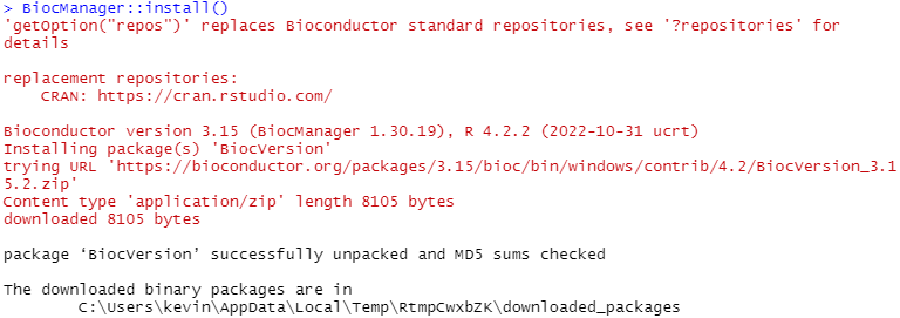 > BiocManager::install()
'getOption("repos")' replaces Bioconductor standard repositories, see '?repositories' for
details

replacement repositories:
    CRAN: https://cran.rstudio.com/

Bioconductor version 3.15 (BiocManager 1.30.19), R 4.2.2 (2022-10-31 ucrt)
Installing package(s) 'BiocVersion'
trying URL 'https://bioconductor.org/packages/3.15/bioc/bin/windows/contrib/4.2/BiocVersion_3.1
5.2.zip'
Content type 'application/zip' length 8105 bytes
downloaded 8105 bytes

package ‘BiocVersion’ successfully unpacked and MD5 sums checked

The downloaded binary packages are in
        C:\Users\kevin\AppData\Local\Temp\RtmpCwxbZK\downloaded_packages